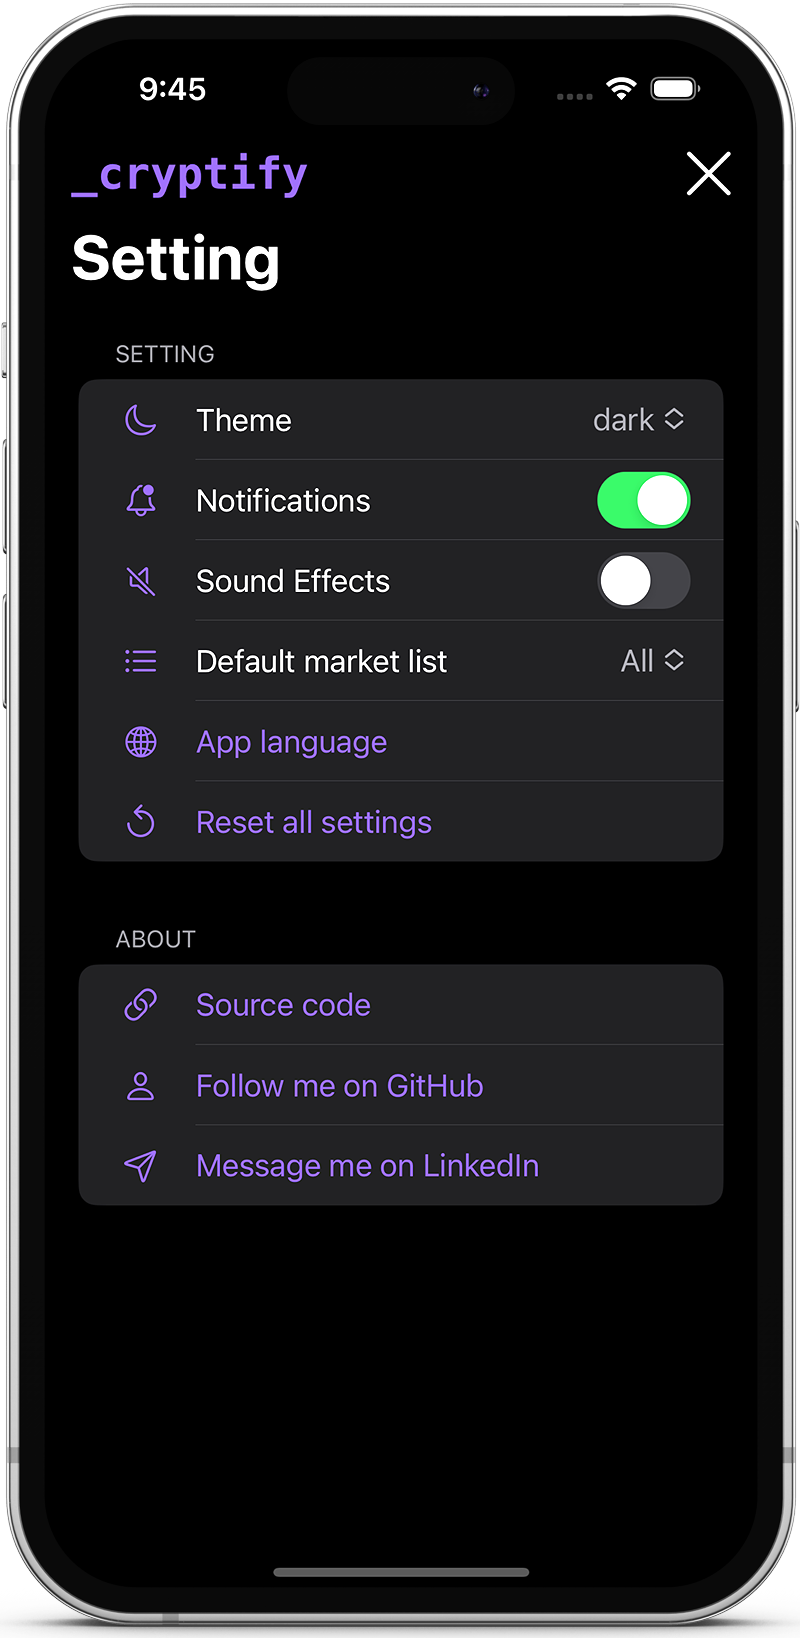 9:45
_cryptify
Setting
SETTING
Theme dark
Notifications
Sound Effects
Default market list All
App language
Reset all settings
ABOUT
Source code
Follow me on GitHub
Message me on LinkedIn